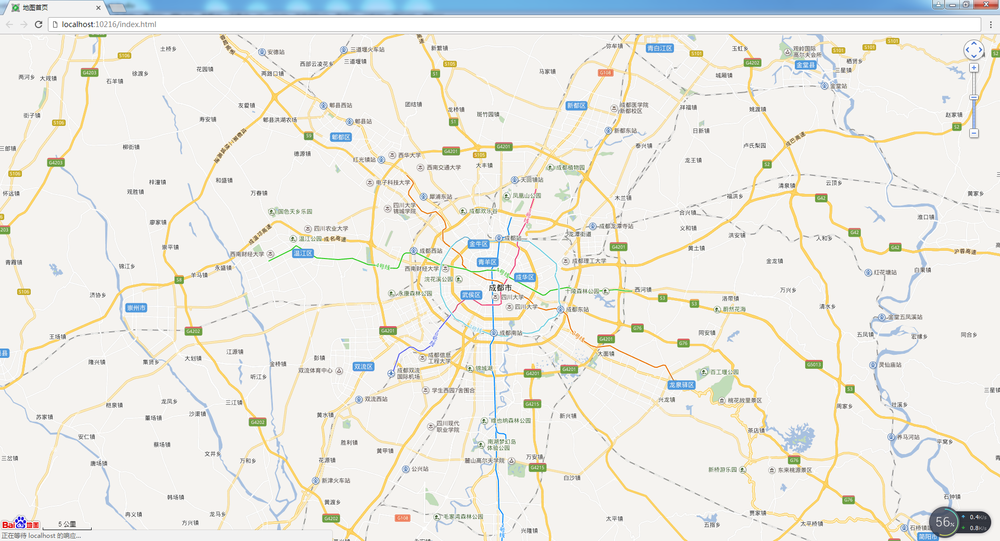 地图首页
localhost:10216/index.html
土桥乡
S106
安德站
三道堰火车站
新繁镇
弥牟镇
青白江区
S101
玉虹乡
观岭国际
高尔夫会所
S101
S101
S101
S2
G4203
花园镇
两路口镇
西部云凌花乡
三道堰镇
S105
S1
马家镇
G108
G4202
金堂县
栖贤乡
三星镇
两河乡
大观镇
石羊镇
徐渡乡
城厢镇
金堂站
街子镇
S106
寿安镇
友爱镇
郫县西站
郫县洪湖农场
郫县站
团结镇
龙桥镇
S1
斑竹园镇
新都区
成都医学院
新都校区
祥福镇
姚渡镇
赵家镇
S2
新都东站
日新镇
成都第二绕城高速
S9
郫都区
三郎镇
柳街镇
德源镇
红光镇站
西华大学
G4201
S105
G4201
泰兴镇
卢氏梨园
成巴高速
G4203
西南交通大学
大丰镇
成都植物园
龙王镇
S2
S106
梓潼镇
和盛镇
电子科技大学
天回镇站
清泉镇
云顶乡
怀远镇
观胜镇
万春镇
犀浦东站
凤凰山公园
木兰镇
福洪乡
G42
黄家乡
四川大学
锦城学院
国色天乡乐园
成都欢乐谷
合兴镇
淮口镇
廖家镇
成温邛高速
四川农业大学
成都龙潭寺站
龙潭街道
义和镇
洪安镇
G42
人和乡
温江公园
成名高速
金牛区
成都站
崇平镇
西南财经大学
温江区
成都西站
G4201
黄土镇
G42
沪蓉高速
青霞镇
锦江乡
永盛镇
羊马镇
4号线
西南财经大学
青羊区
4号线
成华区
成都理工大学
金龙镇
红花塘站
白果镇
S8
浣花溪公园
成都市
S106
济协乡
永康森林公园
武侯区
四川大学
十陵森林公园
西河镇
S3
S3
洛带镇
万兴乡
崇州市
四川大学
成都东站
蔚然花海
清水乡
金堂五凤溪站
王场镇
G4202
G4201
成都南站
2号线
G76
同安镇
五凤镇
宏缘乡
同合乡
G4201
G76
隆兴镇
集贤乡
大划镇
江源镇
金桥镇
彭镇
成都信息
工程大学
大面镇
G5013
灵仙庙站
双流区
双流体育中心
成都双流
国际机场
锦城湖
G4201
G4201
百工堰公园
听江乡
龙泉驿区
S3
学生西园7舍围合
双流西站
桤泉镇
龙凤乡
三江镇
G4215
兴龙镇
桃花故里景区
周家乡
壮溪乡
苏家镇
董场镇
沙渠镇
G4202
黄水镇
四川现代
职业学院
维也纳森林公园
新兴镇
茶店镇
养马河站
平窝乡
安仁镇
蔡场镇
胜利镇
南湖梦幻岛
体验公园
三岔镇
唐场镇
文井乡
万和乡
花源镇
黄甲镇
麓山高尔夫学院
万安镇
G4215
G76
新津火车站
公兴站
白沙镇
新桥游乐园
东来桃源景区
韩场镇
黄渡乡
G76
石钟镇
冉义镇
龙马乡
方兴镇
G4202
G108
毛家湾森林公园
太平镇
贾家镇
五指乡
太平桥镇
石桥镇站
兴隆镇
1号线
简阳市
Baidu地图
5 公里
正在等待 localhost 的响应...
56%
0.4K/s
0.8K/s